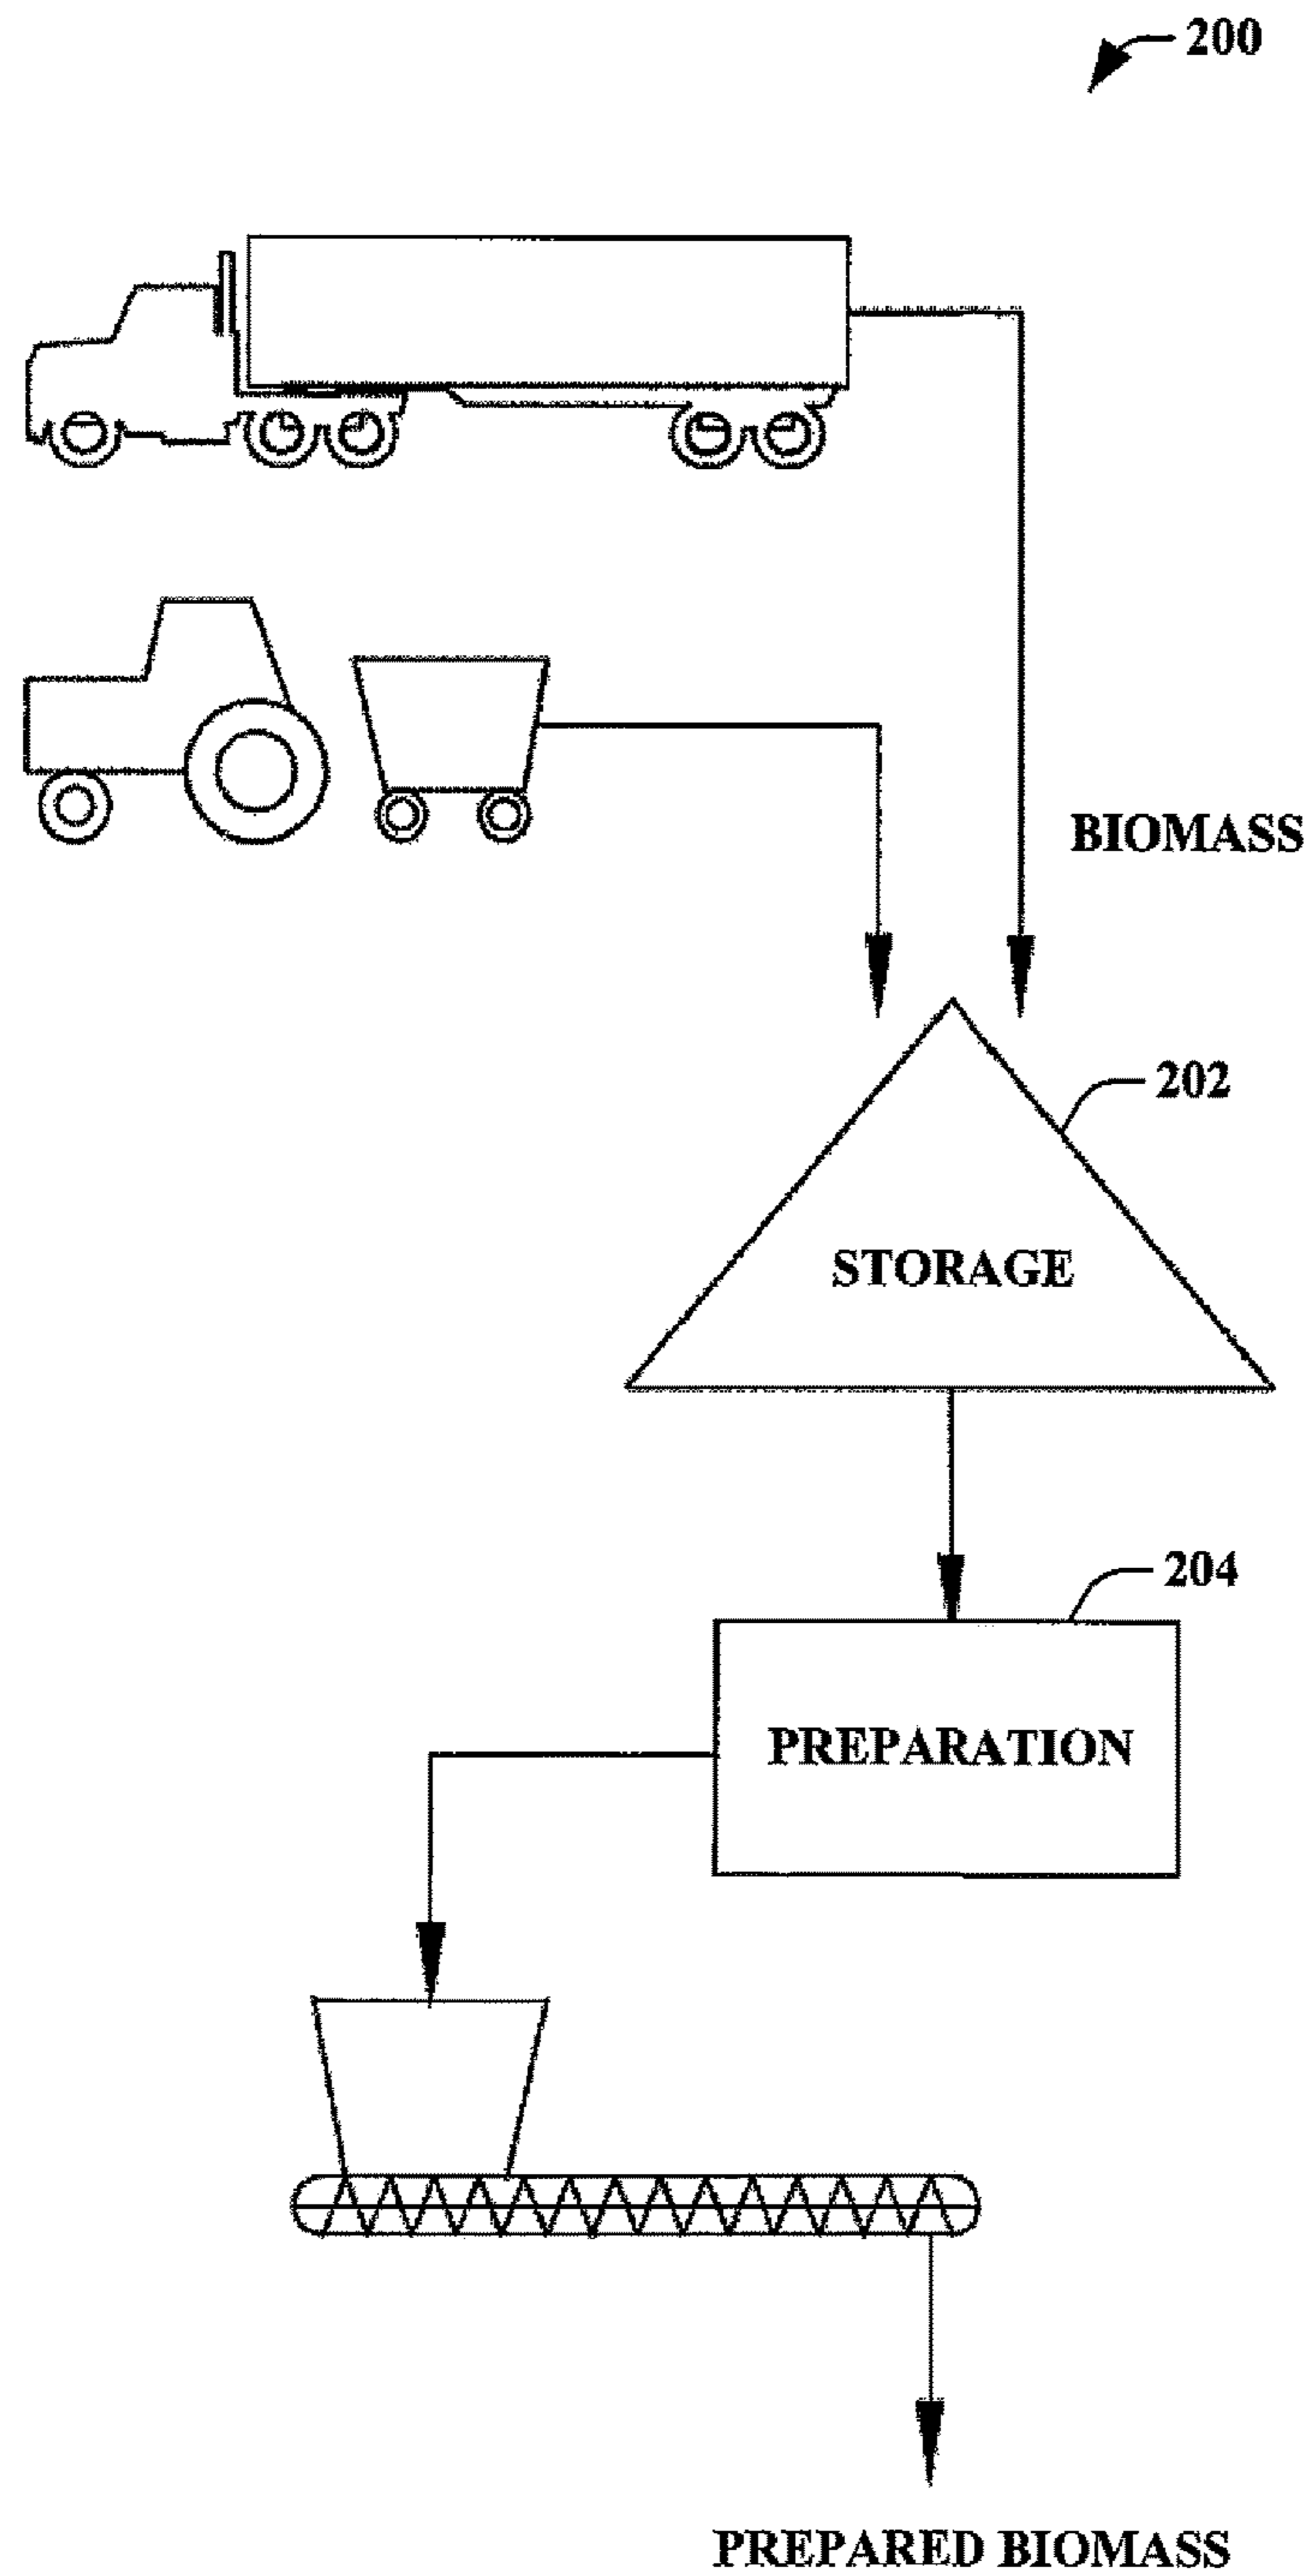 200
BIOMASS
202
STORAGE
204
PREPARATION
PREPARED BIOMASS